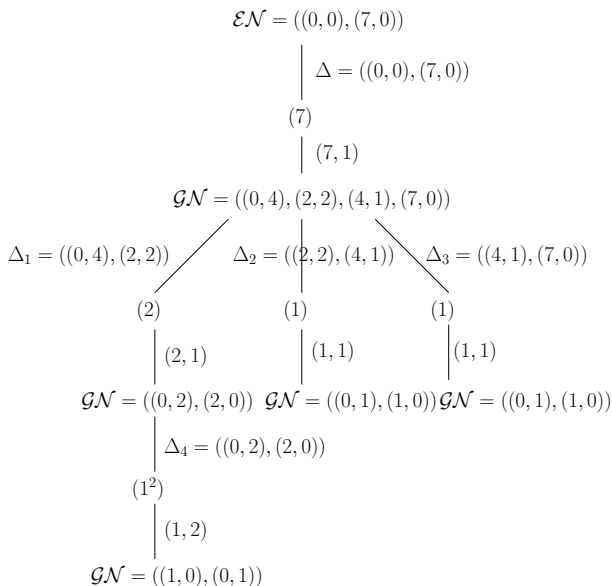 𝓔𝓝 = ((0, 0), (7, 0))
Δ = ((0, 0), (7, 0))
(7)
(7, 1)
𝓖𝓝 = ((0, 4), (2, 2), (4, 1), (7, 0))
Δ₁ = ((0, 4), (2, 2)) Δ₂ = ((2, 2), (4, 1)) Δ₃ = ((4, 1), (7, 0))
(2) (1) (1)
(2, 1) (1, 1) (1, 1)
𝓖𝓝 = ((0, 2), (2, 0)) 𝓖𝓝 = ((0, 1), (1, 0)) 𝓖𝓝 = ((0, 1), (1, 0))
Δ₄ = ((0, 2), (2, 0))
(1²)
(1, 2)
𝓖𝓝 = ((1, 0), (0, 1))